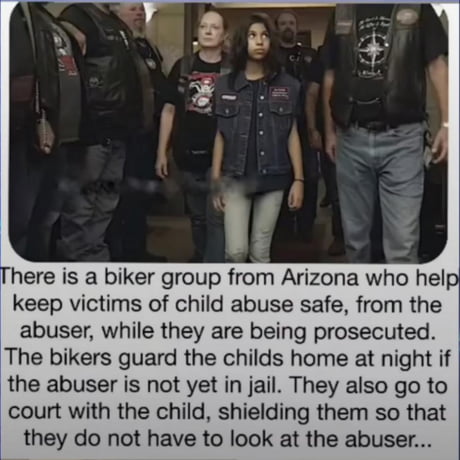 There is a biker group from Arizona who help
keep victims of child abuse safe, from the
abuser, while they are being prosecuted.
The bikers guard the childs home at night if
the abuser is not yet in jail. They also go to
court with the child, shielding them so that
they do not have to look at the abuser...